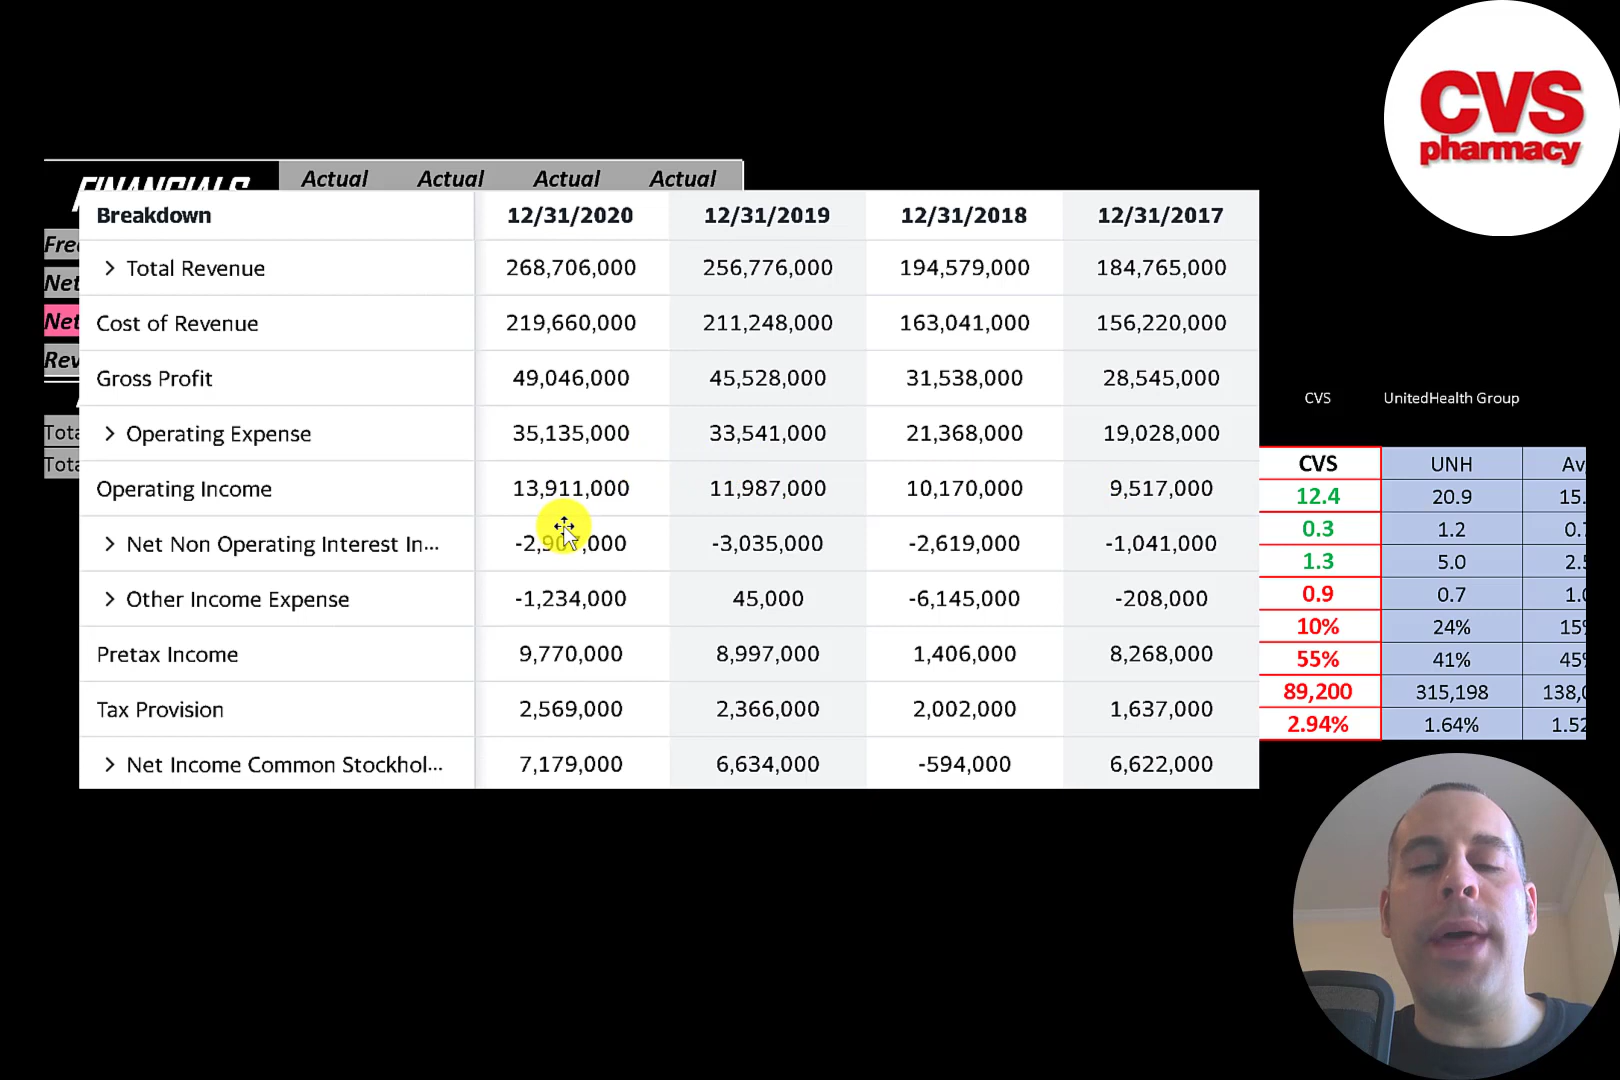 CVS
pharmacy
FINANCIALS Actual Actual Actual Actual
Breakdown 12/31/2020 12/31/2019 12/31/2018 12/31/2017
Total Revenue 268,706,000 256,776,000 194,579,000 184,765,000
Cost of Revenue 219,660,000 211,248,000 163,041,000 156,220,000
Gross Profit 49,046,000 45,528,000 31,538,000 28,545,000
Operating Expense 35,135,000 33,541,000 21,368,000 19,028,000
Operating Income 13,911,000 11,987,000 10,170,000 9,517,000
Net Non Operating Interest In... -3,035,000 -2,619,000 -1,041,000
Other Income Expense -1,234,000 45,000 -6,145,000 -208,000
Pretax Income 9,770,000 8,997,000 1,406,000 8,268,000
Tax Provision 2,569,000 2,366,000 2,002,000 1,637,000
Net Income Common Stockhol... 7,179,000 6,634,000 -594,000 6,622,000
Net
Net
CVS UnitedHealth Group
CVS UNH
12.4 20.9
0.3 1.2
1.3 5.0
0.9 0.7
10% 24%
55% 41%
89,200 315,198
2.94% 1.64%